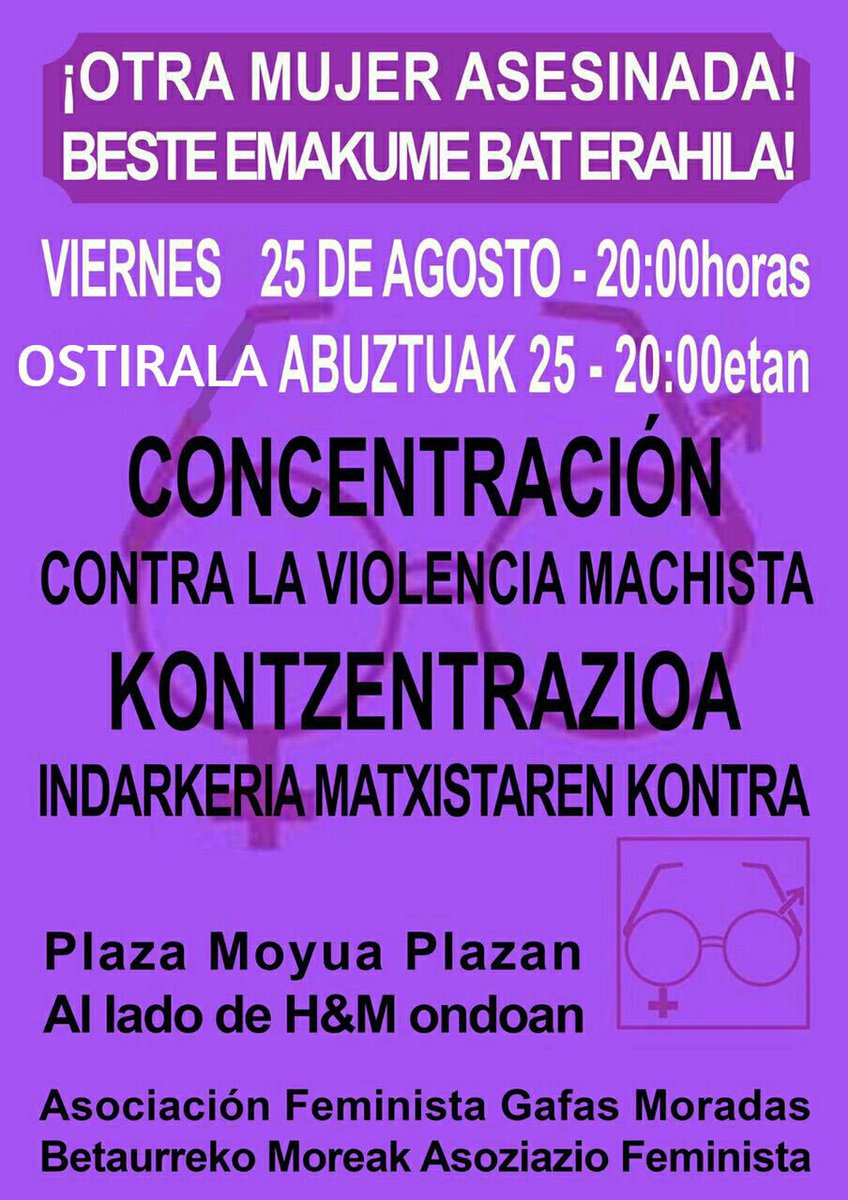 ¡OTRA MUJER ASESINADA!
BESTE EMAKUME BAT ERAHILA!
VIERNES 25 DE AGOSTO - 20:00horas
OSTIRALA ABUZTUAK 25 - 20:00etan
CONCENTRACIÓN
CONTRA LA VIOLENCIA MACHISTA
KONTZENTRAZIOA
INDARKERIA MATXISTAREN KONTRA
Plaza Moyua Plazan
Al lado de H&M ondoan
Asociación Feminista Gafas Moradas
Betaurreko Moreak Asoziazio Feminista